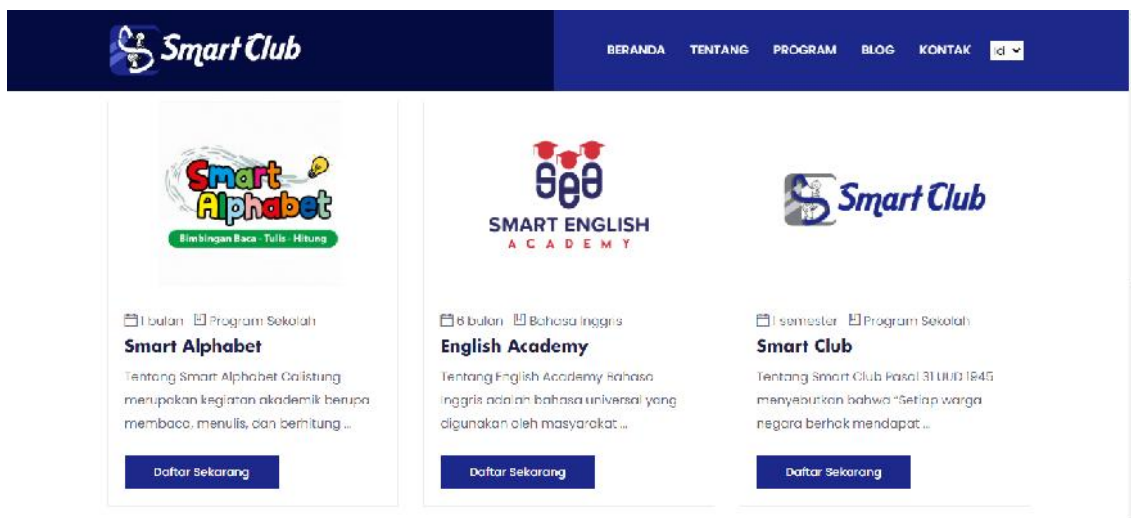 Smart Club
BERANDA TENTANG PROGRAM BLOG KONTAK Id
Smart
Alphabet
Bimbingan Baca - Tulis - Hitung
1 bulan Program Sekolah
Smart Alphabet
Tentang Smart Alphabet Calistung
merupakan kegiatan akademik berupa
membaca, menulis, dan berhitung ...
Daftar Sekarang
sea
SMART ENGLISH
ACADEMY
6 bulan Bahasa Inggris
English Academy
Tentang English Academy Bahasa
Inggris adalah bahasa universal yang
digunakan oleh masyarakat ...
Daftar Sekarang
Smart Club
1 semester Program Sekolah
Smart Club
Tentang Smart Club Pasal 31 UUD 1945
menyebutkan bahwa “Setiap warga
negara berhak mendapat ...
Daftar Sekarang